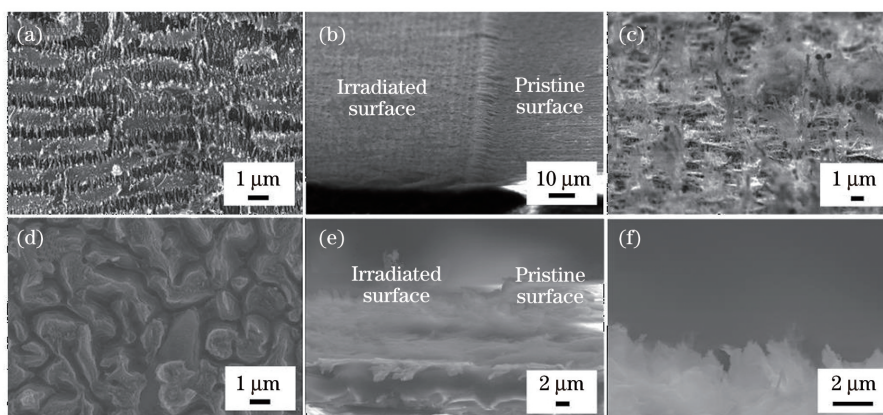 (a)
1 μm
(b)
Irradiated
surface
Pristine
surface
10 μm
(c)
1 μm
(d)
1 μm
(e)
Irradiated
surface
Pristine
surface
2 μm
(f)
2 μm